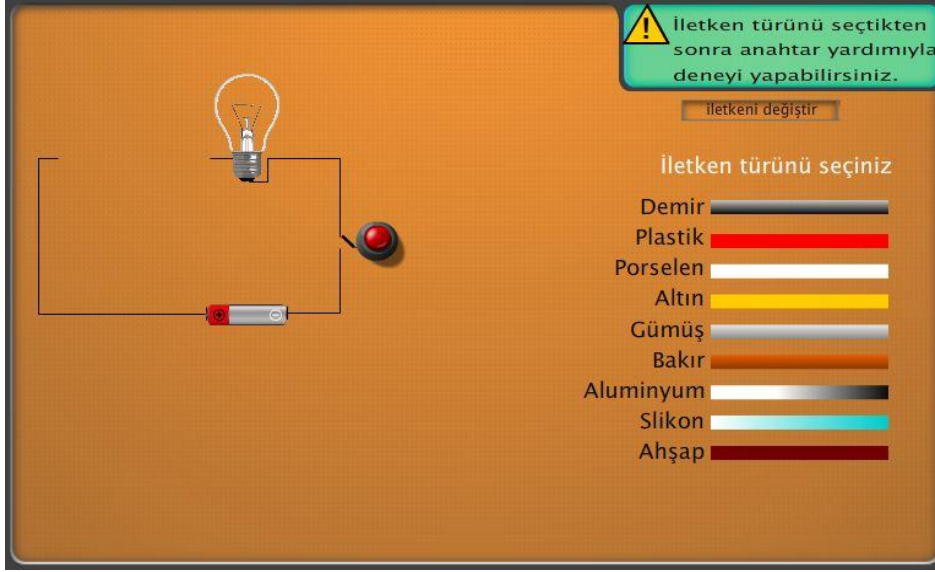 İletken türünü seçtikten
sonra anahtar yardımıyla
deneyi yapabilirsiniz.
iletkeni değiştir
İletken türünü seçiniz
Demir
Plastik
Porselen
Altın
Gümüş
Bakır
Aluminyum
Slikon
Ahşap